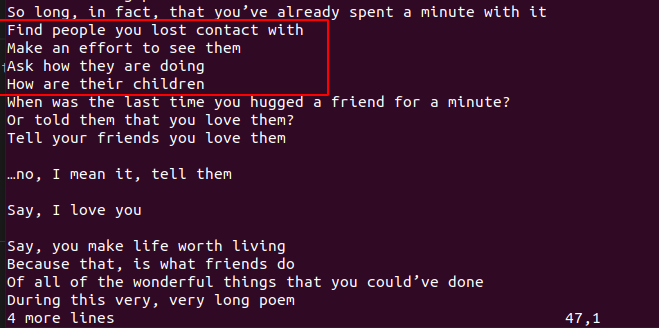 So long, in fact, that you’ve already spent a minute with it
Find people you lost contact with
Make an effort to see them
Ask how they are doing
How are their children
When was the last time you hugged a friend for a minute?
Or told them that you love them?
Tell your friends you love them
…no, I mean it, tell them
Say, I love you
Say, you make life worth living
Because that, is what friends do
Of all of the wonderful things that you could’ve done
During this very, very long poem
4 more lines 47,1